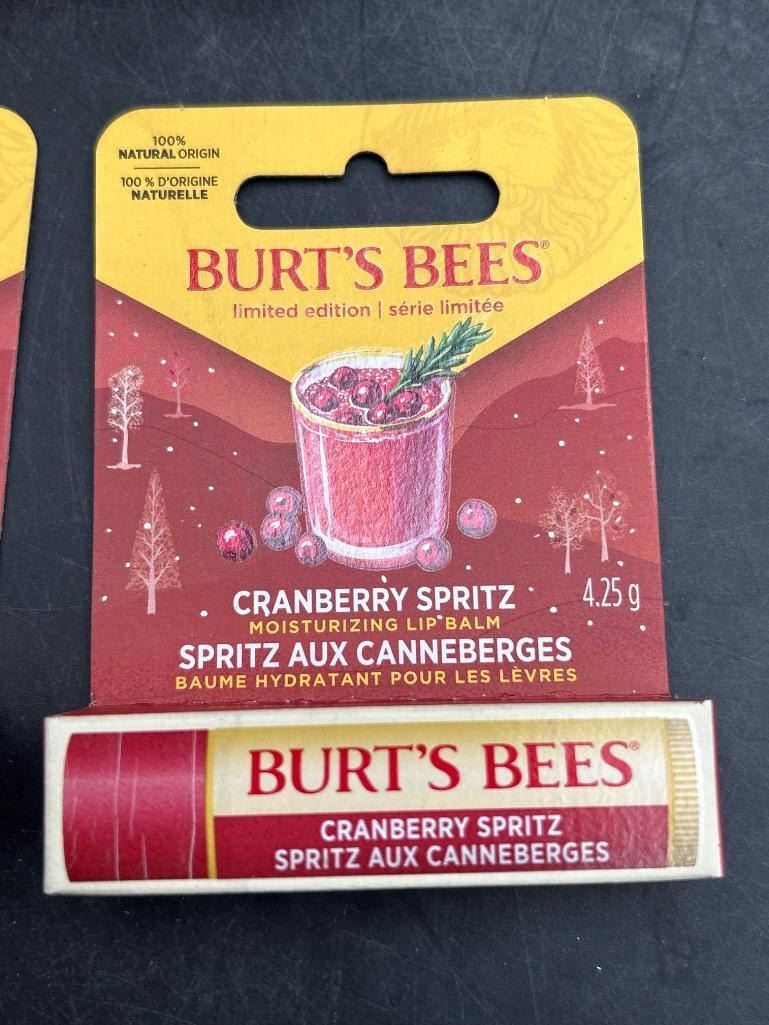 100%
NATURAL ORIGIN
100 % D'ORIGINE
NATURELLE
BURT'S BEES®
limited edition | série limitée
CRANBERRY SPRITZ
4.25 g
MOISTURIZING LIP BALM
SPRITZ AUX CANNEBERGES
BAUME HYDRATANT POUR LES LÈVRES
BURT'S BEES®
CRANBERRY SPRITZ
SPRITZ AUX CANNEBERGES